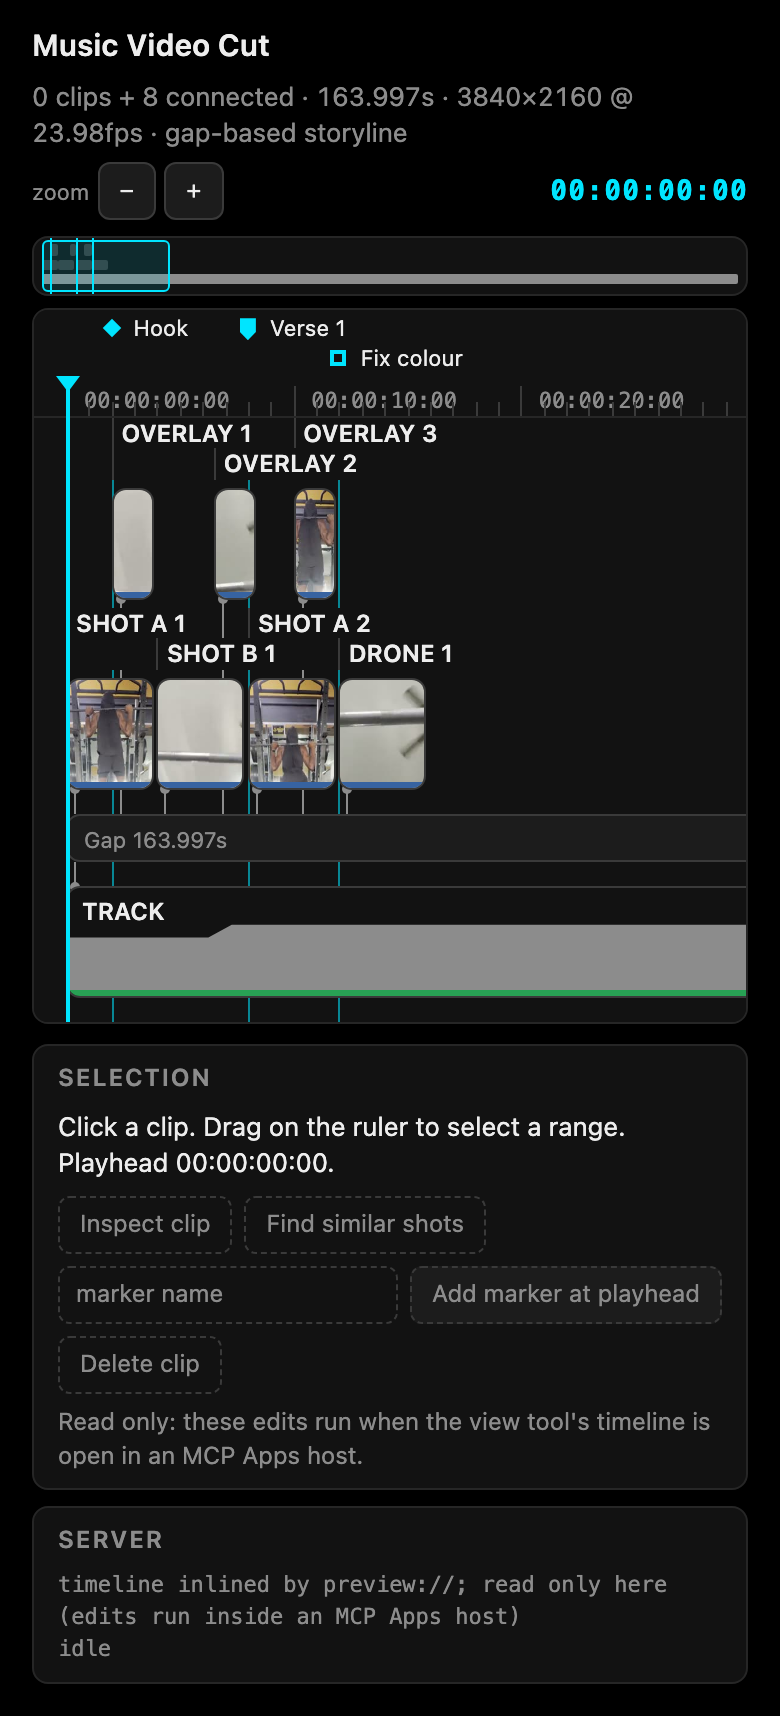 Music Video Cut
0 clips + 8 connected · 163.997s · 3840×2160 @
23.98fps · gap-based storyline
zoom − + 00:00:00:00
Hook Verse 1
Fix colour
00:00:00:00 00:00:10:00 00:00:20:00
OVERLAY 1 OVERLAY 3
OVERLAY 2
SHOT A 1 SHOT A 2
SHOT B 1 DRONE 1
Gap 163.997s
TRACK
SELECTION
Click a clip. Drag on the ruler to select a range.
Playhead 00:00:00:00.
Inspect clip Find similar shots
marker name Add marker at playhead
Delete clip
Read only: these edits run when the view tool's timeline is
open in an MCP Apps host.
SERVER
timeline inlined by preview://; read only here
(edits run inside an MCP Apps host)
idle